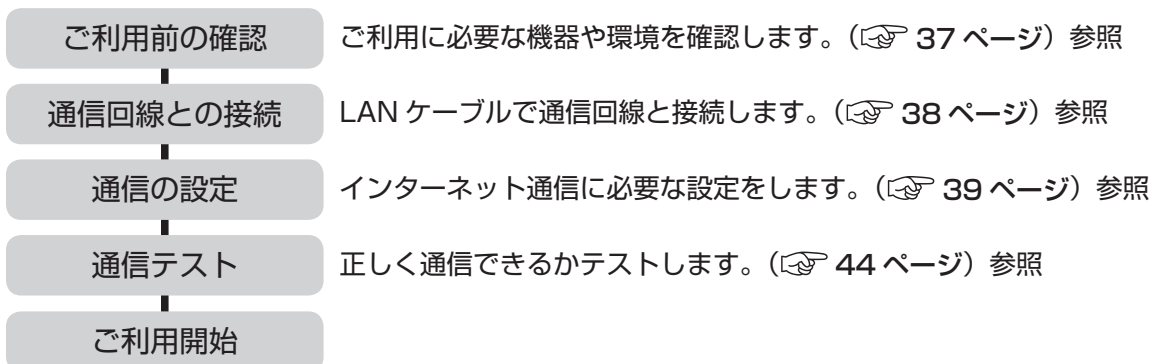 ご利用前の確認 ご利用に必要な機器や環境を確認します。（☞ 37 ページ）参照
通信回線との接続 LAN ケーブルで通信回線と接続します。（☞ 38 ページ）参照
通信の設定 インターネット通信に必要な設定をします。（☞ 39 ページ）参照
通信テスト 正しく通信できるかテストします。（☞ 44 ページ）参照
ご利用開始